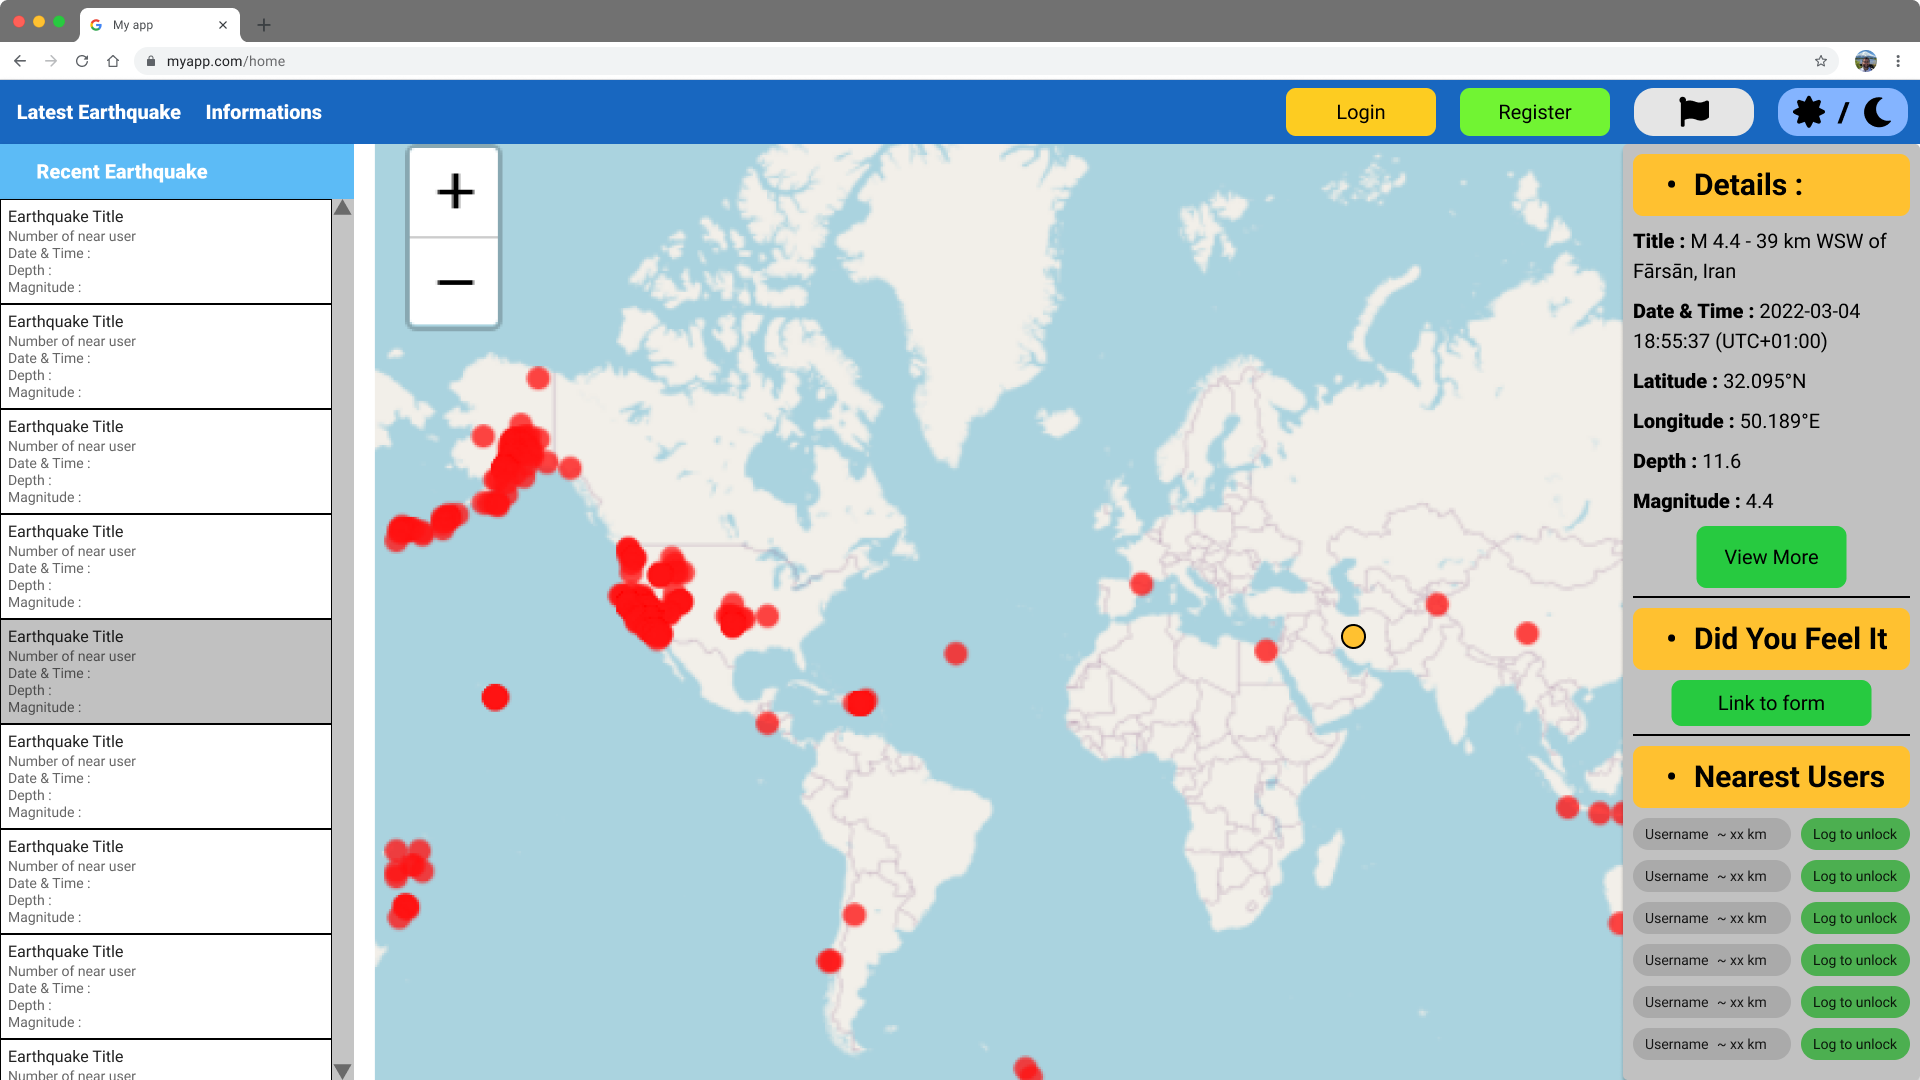 My app
myapp.com/home
Latest Earthquake
Informations
Login
Register
/
Recent Earthquake
Earthquake Title
Number of near user
Date & Time :
Depth :
Magnitude :
Earthquake Title
Number of near user
Date & Time :
Depth :
Magnitude :
Earthquake Title
Number of near user
Date & Time :
Depth :
Magnitude :
Earthquake Title
Number of near user
Date & Time :
Depth :
Magnitude :
Earthquake Title
Number of near user
Date & Time :
Depth :
Magnitude :
Earthquake Title
Number of near user
Date & Time :
Depth :
Magnitude :
Earthquake Title
Number of near user
Date & Time :
Depth :
Magnitude :
Earthquake Title
Number of near user
Date & Time :
Depth :
Magnitude :
Earthquake Title
Number of near user
+
−
• Details :
Title : M 4.4 - 39 km WSW of
Fārsān, Iran
Date & Time : 2022-03-04
18:55:37 (UTC+01:00)
Latitude : 32.095°N
Longitude : 50.189°E
Depth : 11.6
Magnitude : 4.4
View More
• Did You Feel It
Link to form
• Nearest Users
Username ~ xx km Log to unlock
Username ~ xx km Log to unlock
Username ~ xx km Log to unlock
Username ~ xx km Log to unlock
Username ~ xx km Log to unlock
Username ~ xx km Log to unlock